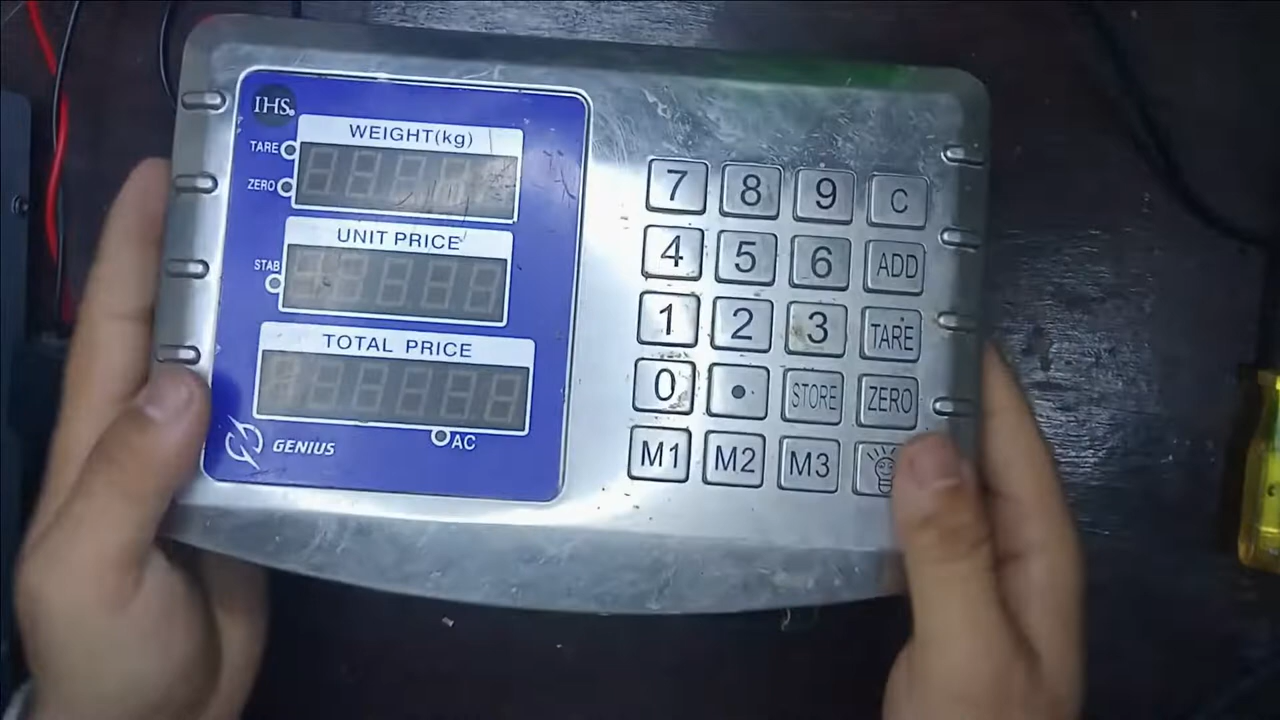 IHS
WEIGHT(kg)
TARE
ZERO
UNIT PRICE
STAB
TOTAL PRICE
AC
GENIUS
7 8 9 C
4 5 6 ADD
1 2 3 TARE
0 . STORE ZERO
M1 M2 M3